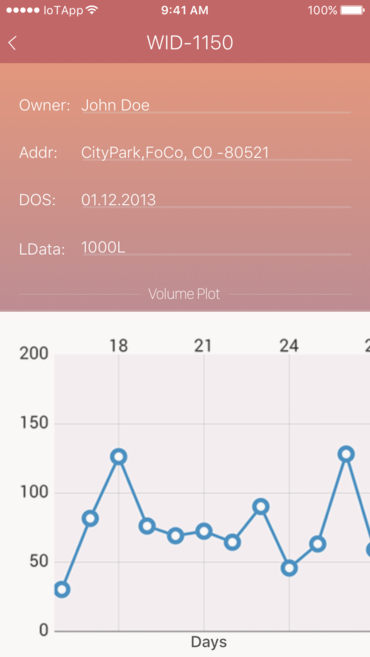 IoTApp 9:41 AM 100%
WID-1150
Owner: John Doe
Addr: CityPark,FoCo, C0 -80521
DOS: 01.12.2013
LData: 1000L
Volume Plot
18 21 24
200
150
100
50
0
Days